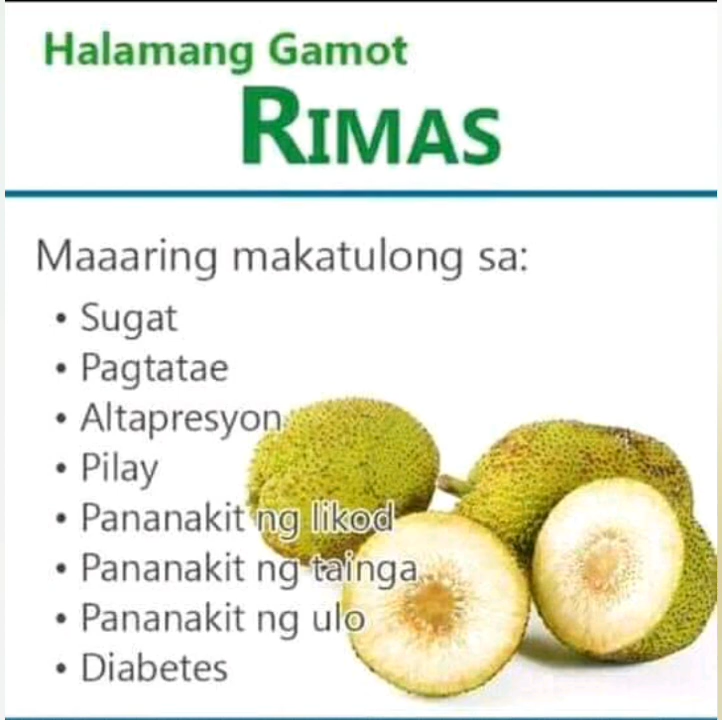 Halamang Gamot
RIMAS
Maaaring makatulong sa:
• Sugat
• Pagtatae
• Altapresyon
• Pilay
• Pananakit ng likod
• Pananakit ng tainga
• Pananakit ng ulo
• Diabetes